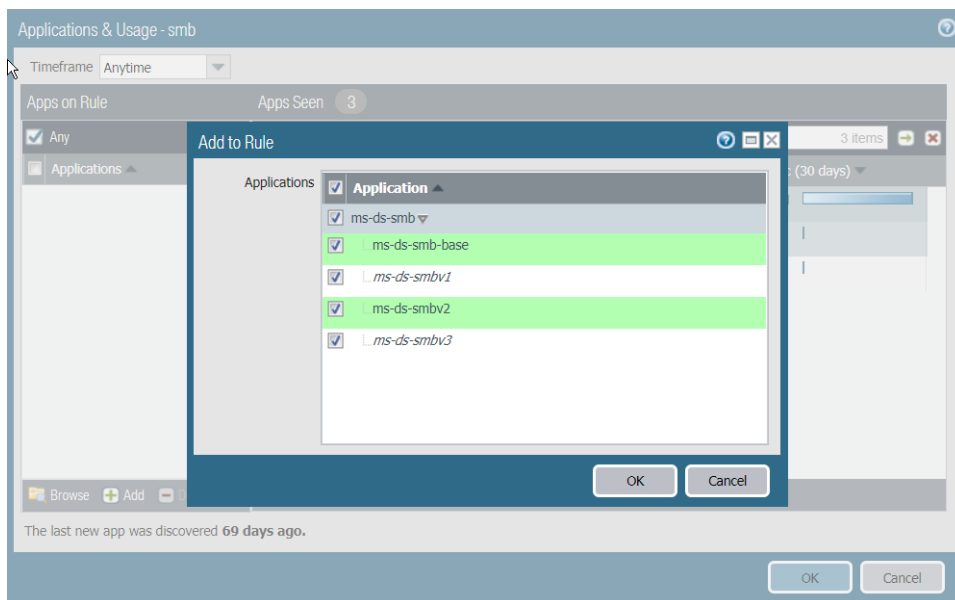 Applications & Usage - smb
Timeframe Anytime
Apps on Rule Apps Seen 3
Any
3 items
Applications
(30 days)
Add to Rule
Applications
Application
ms-ds-smb
ms-ds-smb-base
ms-ds-smbv1
ms-ds-smbv2
ms-ds-smbv3
OK Cancel
Browse Add
The last new app was discovered 69 days ago.
OK Cancel